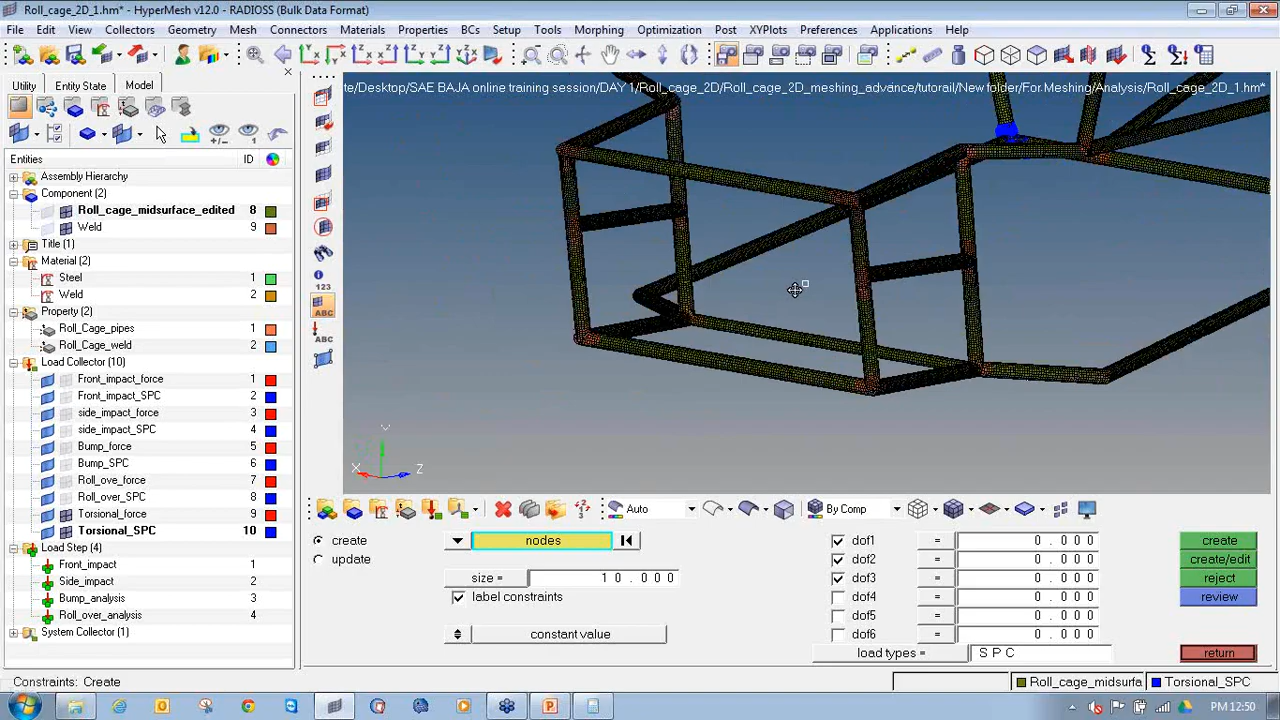 Roll_cage_2D_1.hm* - HyperMesh v12.0 - RADIOSS (Bulk Data Format)
File Edit View Collectors Geometry Mesh Connectors Materials Properties BCs Setup Tools Morphing Optimization Post XYPlots Preferences Applications Help
Utility Entity State Model
te/Desktop/SAE BAJA online training session/DAY 1/Roll_cage_2D/Roll_cage_2D_meshing_advance/tutorail/New folder/For.Meshing/Analysis/Roll_cage_2D_1.hm*
Entities ID
Assembly Hierarchy
Component (2)
Roll_cage_midsurface_edited 8
Weld 9
Title (1)
Material (2)
Steel 1
Weld 2
Property (2)
Roll_Cage_pipes 1
Roll_Cage_weld 2
Load Collector (10)
Front_impact_force 1
Front_impact_SPC 2
side_impact_force 3
side_impact_SPC 4
Bump_force 5
Bump_SPC 6
Roll_ove_force 7
Roll_over_SPC 8
Torsional_force 9
Torsional_SPC 10
Load Step (4)
Front_impact 1
Side_impact 2
Bump_analysis 3
Roll_over_analysis 4
System Collector (1)
123
ABC
ABC
Y
X Z
Auto By Comp
create nodes dof1 = 0.000 create
update dof2 = 0.000 create/edit
size = 10.000 dof3 = 0.000 reject
label constraints dof4 = 0.000 review
dof5 = 0.000
constant value dof6 = 0.000
load types = SPC return
Constraints: Create Roll_cage_midsurfa Torsional_SPC
PM 12:50